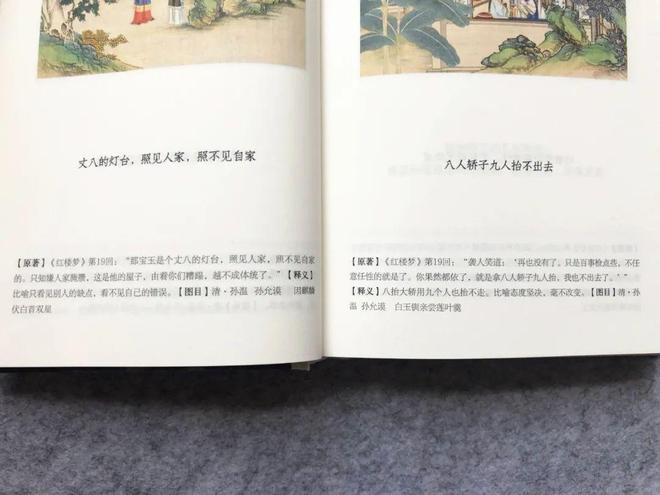 丈八的灯台，照见人家，照不见自家
【原著】《红楼梦》第19回：“那宝玉是个丈八的灯台，照见人家，照不见自家
的。只知嫌人家腌臜，这是他的屋子，由着你们糟蹋，越不成体统了。”【释义】
比喻只看见别人的缺点，看不见自己的错误。【图目】清·孙温 孙允谟 因麒麟
伏白首双星
八人轿子九人抬不出去
【原著】《红楼梦》第19回：“袭人笑道：‘再也没有了。只是百事检点些，不任
意任性的就是了。你果然都依了，就是拿八人轿子九人抬，我也不出去了。’”
【释义】八抬大轿用九个人也抬不走。比喻态度坚决，毫不改变。【图目】清·孙
温 孙允谟 白玉钏亲尝莲叶羹